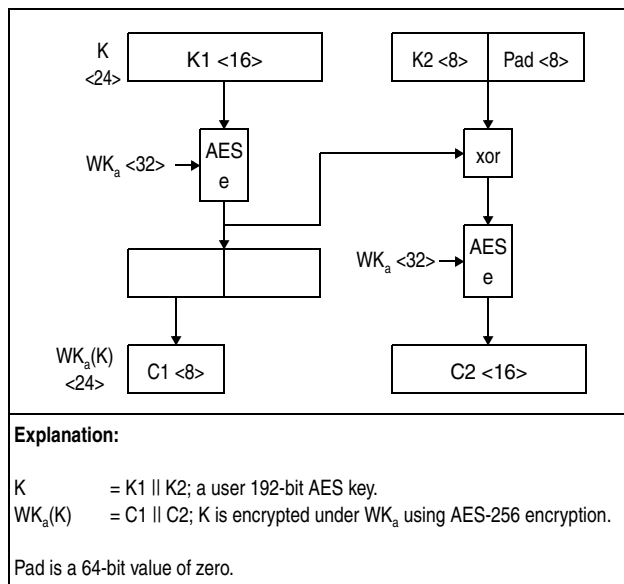 K
<24>
K1 <16>
K2 <8>
Pad <8>
WKa <32>
AES
e
xor
WKa <32>
AES
e
WKa(K)
<24>
C1 <8>
C2 <16>
Explanation:
K = K1 || K2; a user 192-bit AES key.
WKa(K) = C1 || C2; K is encrypted under WKa using AES-256 encryption.
Pad is a 64-bit value of zero.